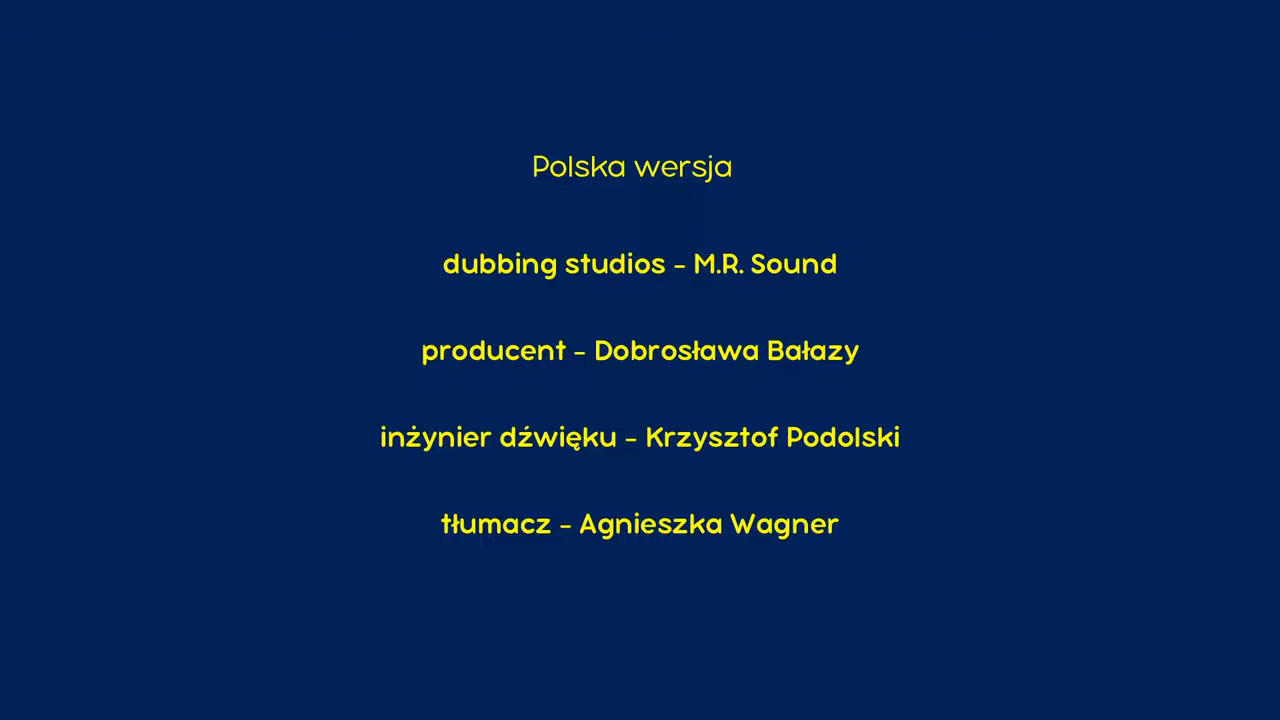 Polska wersja
dubbing studios - M.R. Sound
producent - Dobrosława Bałazy
inżynier dźwięku - Krzysztof Podolski
tłumacz - Agnieszka Wagner